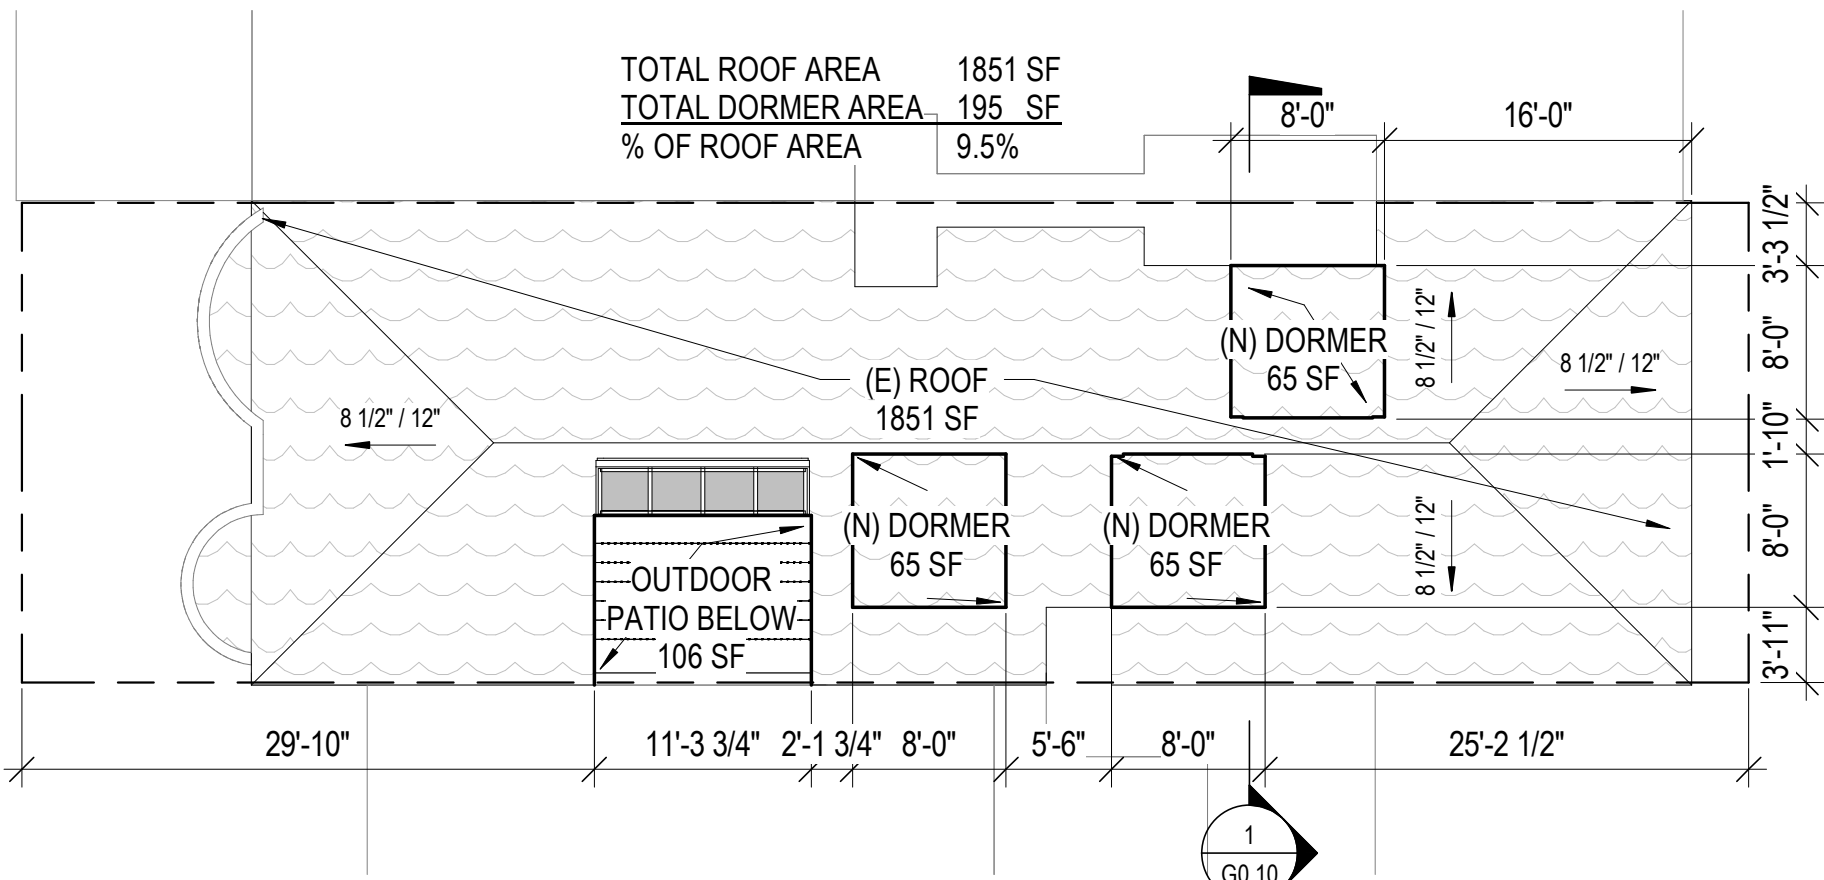 TOTAL ROOF AREA 1851 SF
TOTAL DORMER AREA 195 SF
% OF ROOF AREA 9.5%
8'-0" 16'-0"
3'-3 1/2"
8'-0"
1'-10"
8'-0"
3'-11"
(N) DORMER
65 SF
8 1/2" / 12"
8 1/2" / 12"
(E) ROOF
1851 SF
8 1/2" / 12"
(N) DORMER
65 SF
(N) DORMER
65 SF
8 1/2" / 12"
OUTDOOR
PATIO BELOW
106 SF
29'-10" 11'-3 3/4" 2'-1 3/4" 8'-0" 5'-6" 8'-0" 25'-2 1/2"
1
G0.10